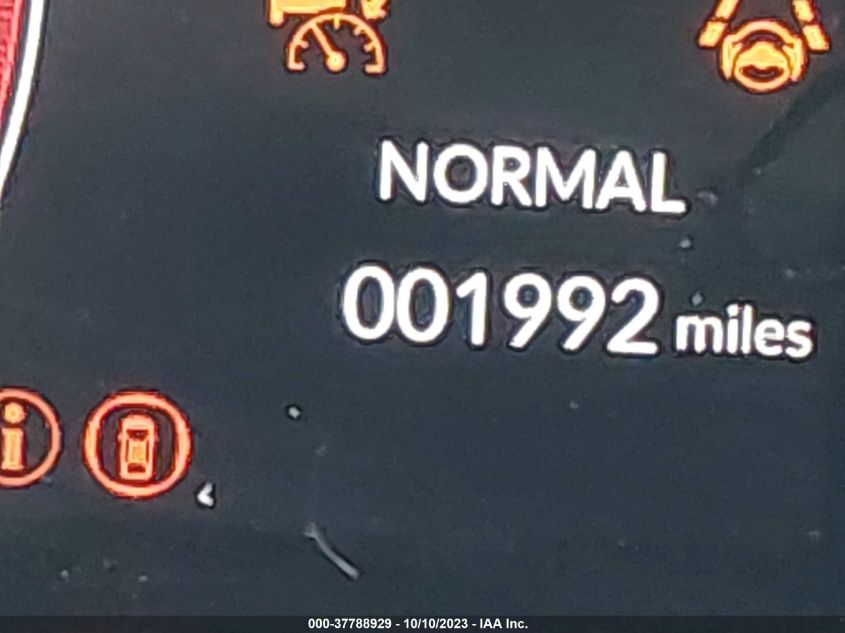 NORMAL
001992 miles
000-37788929 - 10/10/2023 - IAA Inc.